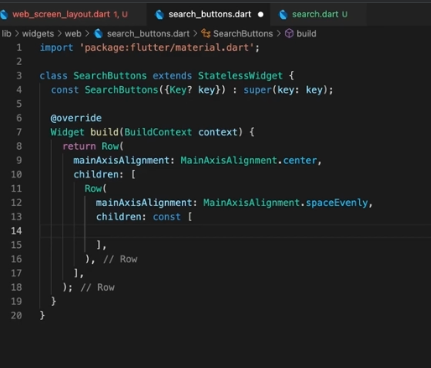 web_screen_layout.dart 1, U search_buttons.dart ● search.dart U
lib > widgets > web > search_buttons.dart > SearchButtons > build
1 import 'package:flutter/material.dart';
2
3 class SearchButtons extends StatelessWidget {
4 const SearchButtons({Key? key}) : super(key: key);
5
6 @override
7 Widget build(BuildContext context) {
8 return Row(
9 mainAxisAlignment: MainAxisAlignment.center,
10 children: [
11 Row(
12 mainAxisAlignment: MainAxisAlignment.spaceEvenly,
13 children: const [
14
15 ],
16 ), // Row
17 ],
18 ); // Row
19 }
20 }